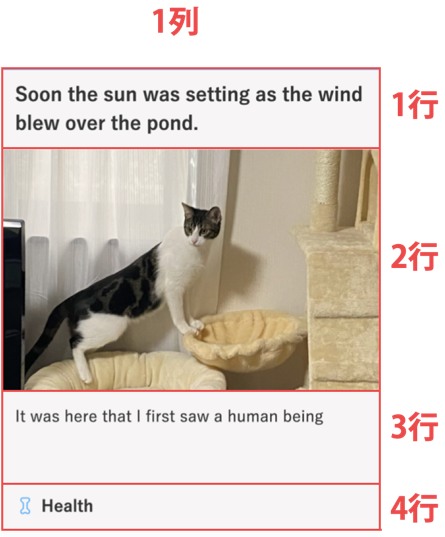 1列
Soon the sun was setting as the wind
blew over the pond.
1行
2行
It was here that I first saw a human being
3行
Health
4行